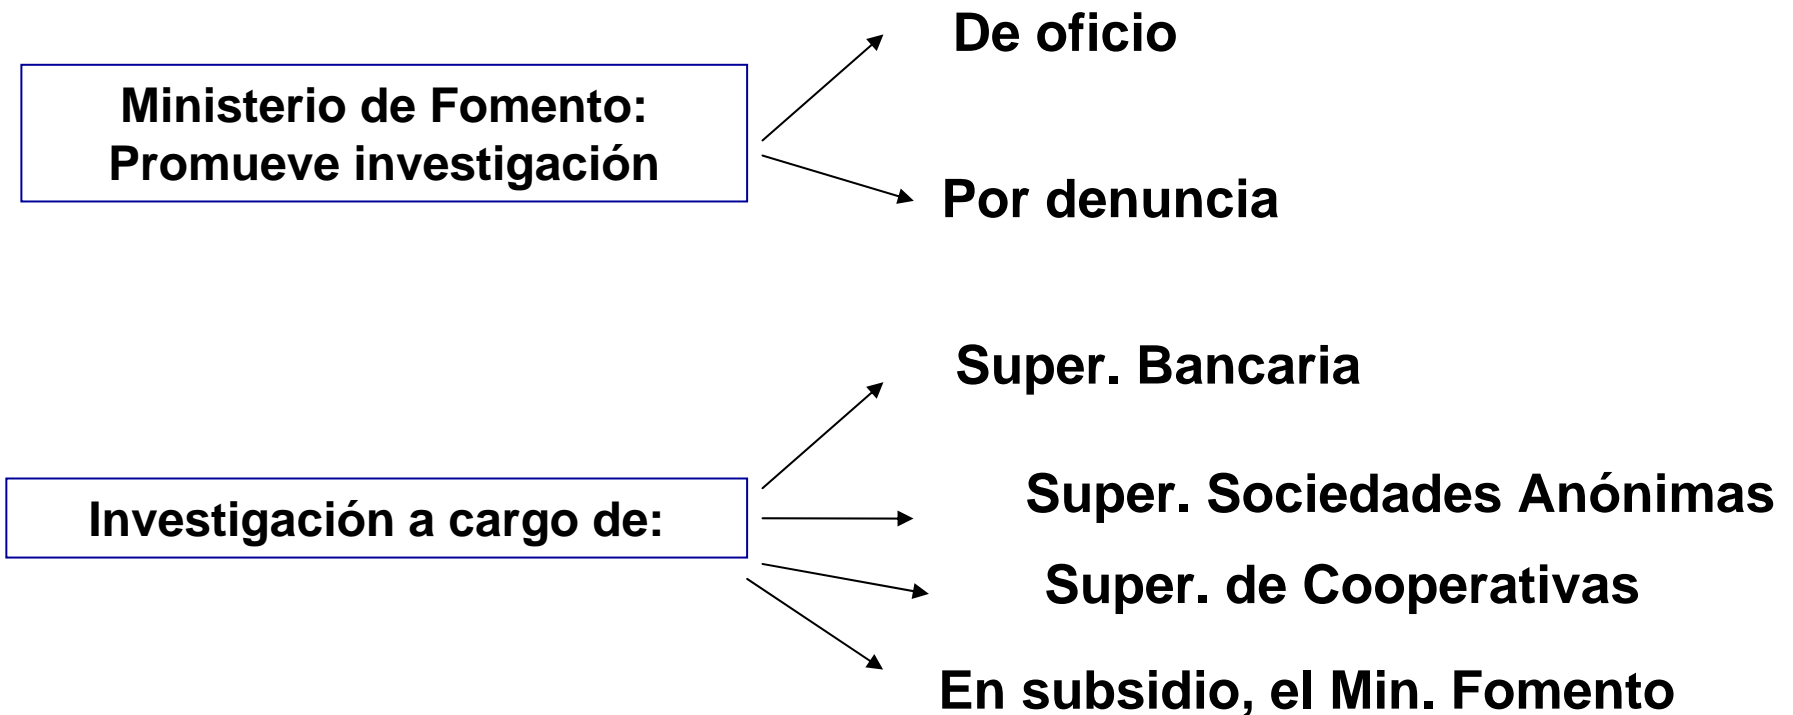 De oficio
Ministerio de Fomento:
Promueve investigación
Por denuncia
Super. Bancaria
Investigación a cargo de:
Super. Sociedades Anónimas
Super. de Cooperativas
En subsidio, el Min. Fomento